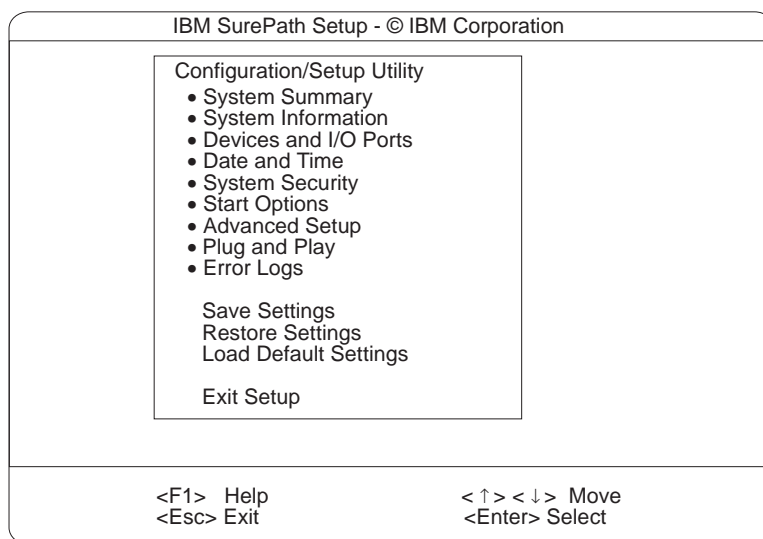 IBM SurePath Setup - © IBM Corporation
Configuration/Setup Utility
• System Summary
• System Information
• Devices and I/O Ports
• Date and Time
• System Security
• Start Options
• Advanced Setup
• Plug and Play
• Error Logs
Save Settings
Restore Settings
Load Default Settings
Exit Setup
<F1> Help < ↑ > < ↓ > Move
<Esc> Exit <Enter> Select